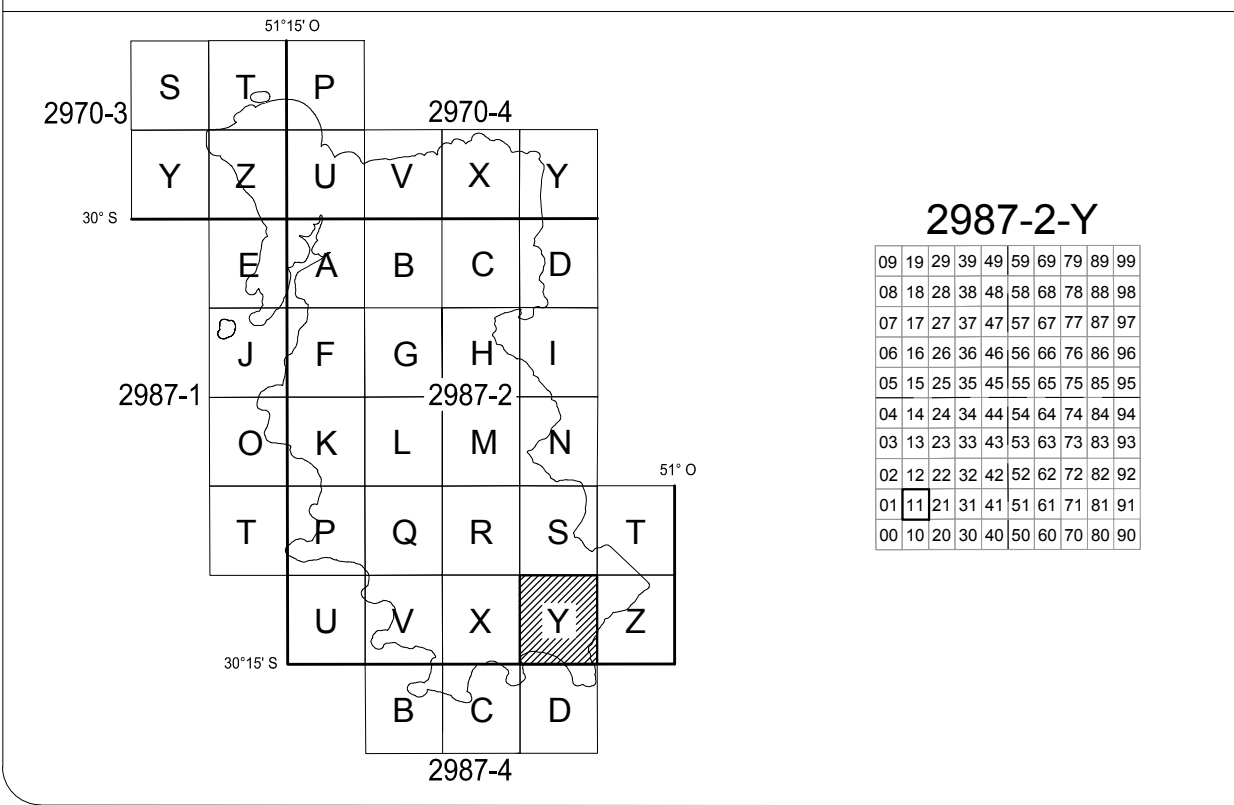 51°15' O
S T P
2970-3 2970-4
Y Z U V X Y
30° S
E A B C D
J F G H I
2987-1 2987-2
O K L M N
51° O
T P Q R S T
U V X Y Z
30°15' S
B C D
2987-4
2987-2-Y
09 19 29 39 49 59 69 79 89 99
08 18 28 38 48 58 68 78 88 98
07 17 27 37 47 57 67 77 87 97
06 16 26 36 46 56 66 76 86 96
05 15 25 35 45 55 65 75 85 95
04 14 24 34 44 54 64 74 84 94
03 13 23 33 43 53 63 73 83 93
02 12 22 32 42 52 62 72 82 92
01 11 21 31 41 51 61 71 81 91
00 10 20 30 40 50 60 70 80 90